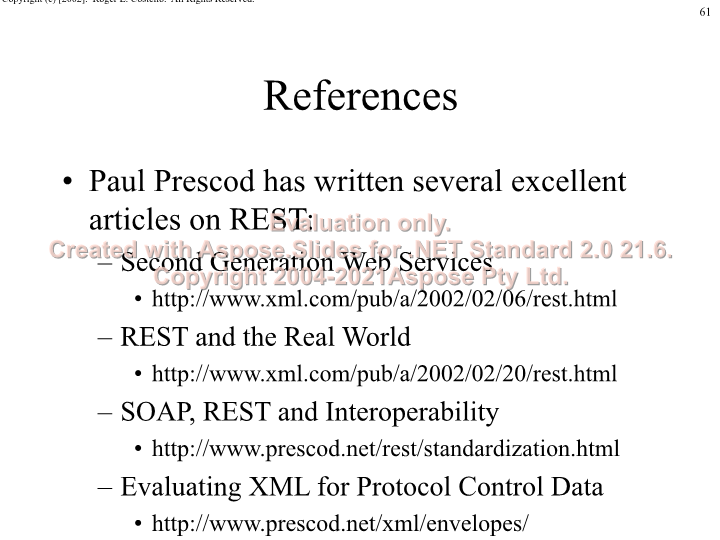 Copyright (c) [2002]. Roger L. Costello. All Rights Reserved.
61
References
• Paul Prescod has written several excellent
articles on REST:
Evaluation only.
Created with Aspose.Slides for .NET Standard 2.0 21.6.
Copyright 2004-2021Aspose Pty Ltd.
– Second Generation Web Services
• http://www.xml.com/pub/a/2002/02/06/rest.html
– REST and the Real World
• http://www.xml.com/pub/a/2002/02/20/rest.html
– SOAP, REST and Interoperability
• http://www.prescod.net/rest/standardization.html
– Evaluating XML for Protocol Control Data
• http://www.prescod.net/xml/envelopes/